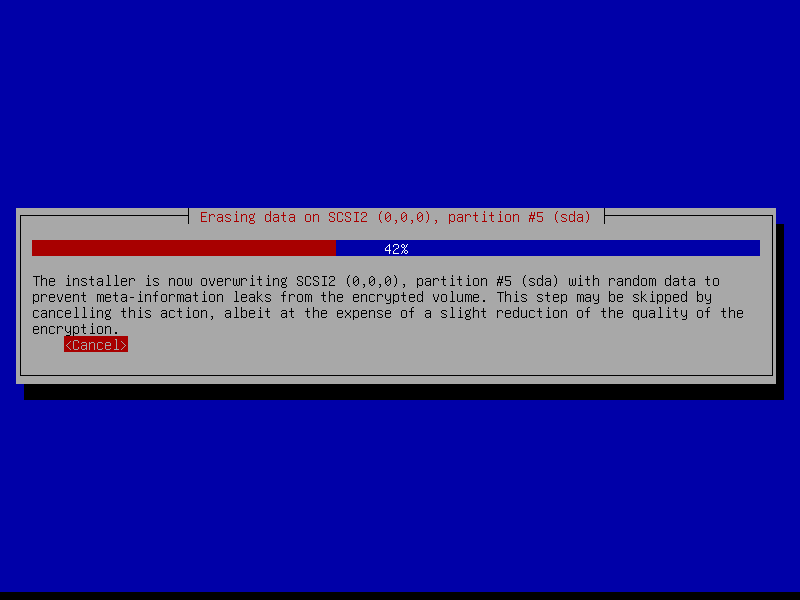 Erasing data on SCSI2 (0,0,0), partition #5 (sda)
42%
The installer is now overwriting SCSI2 (0,0,0), partition #5 (sda) with random data to
prevent meta-information leaks from the encrypted volume. This step may be skipped by
cancelling this action, albeit at the expense of a slight reduction of the quality of the
encryption.
<Cancel>